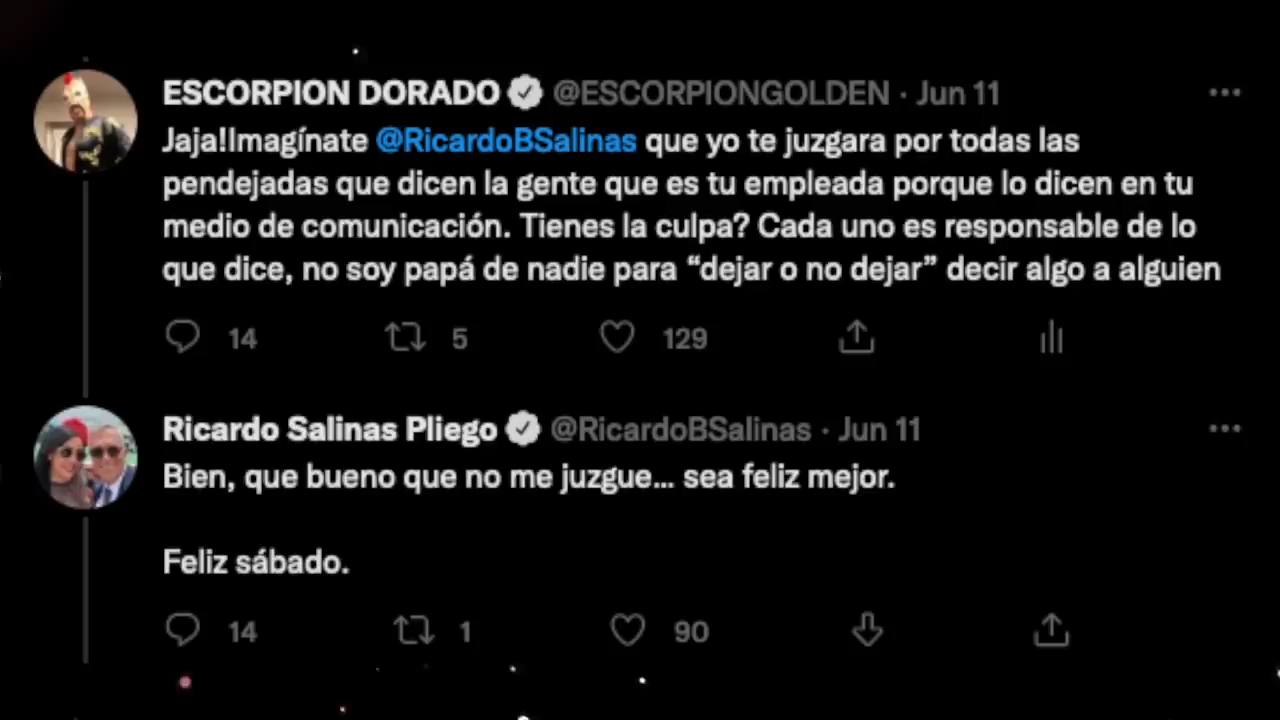 ESCORPION DORADO @ESCORPIONGOLDEN · Jun 11
Jaja!Imagínate @RicardoBSalinas que yo te juzgara por todas las
pendejadas que dicen la gente que es tu empleada porque lo dicen en tu
medio de comunicación. Tienes la culpa? Cada uno es responsable de lo
que dice, no soy papá de nadie para “dejar o no dejar” decir algo a alguien
14 5 129
Ricardo Salinas Pliego @RicardoBSalinas · Jun 11
Bien, que bueno que no me juzgue... sea feliz mejor.
Feliz sábado.
14 1 90